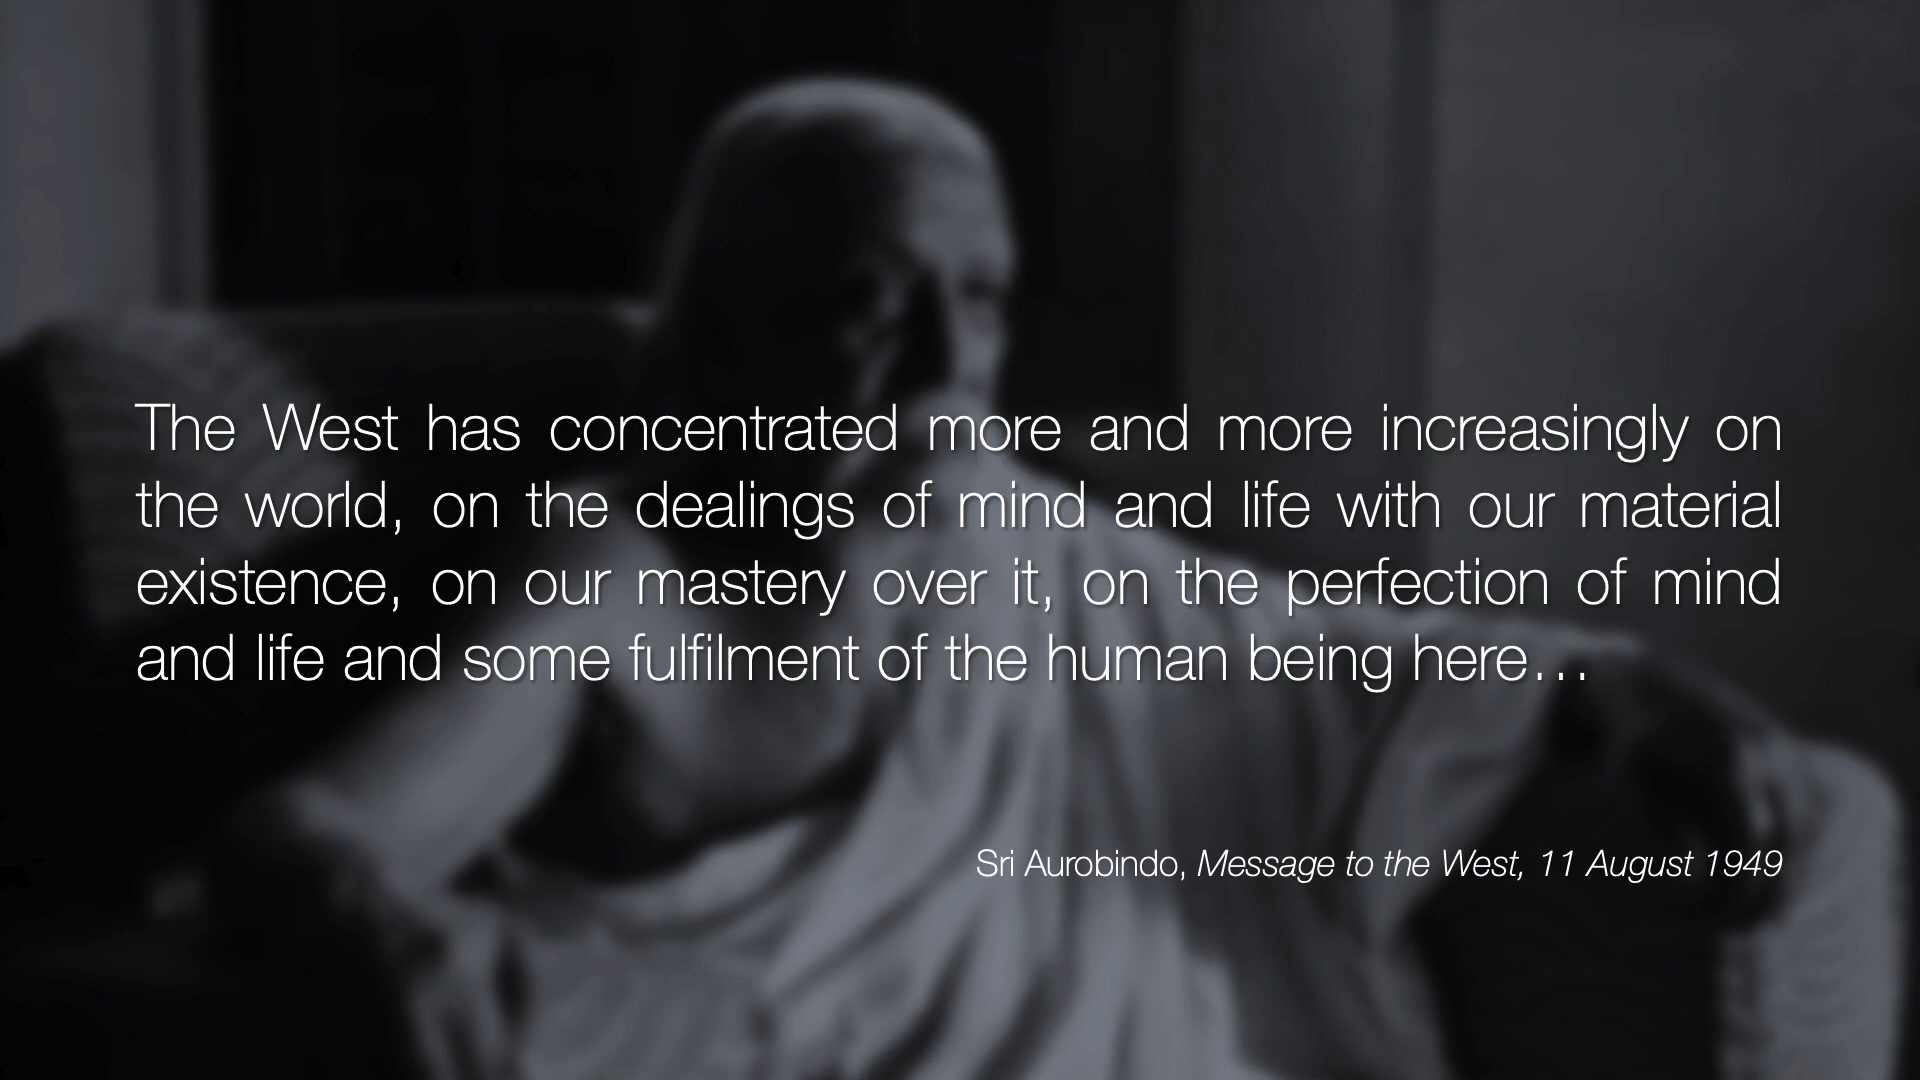 The West has concentrated more and more increasingly on
the world, on the dealings of mind and life with our material
existence, on our mastery over it, on the perfection of mind
and life and some fulfilment of the human being here…
Sri Aurobindo, Message to the West, 11 August 1949